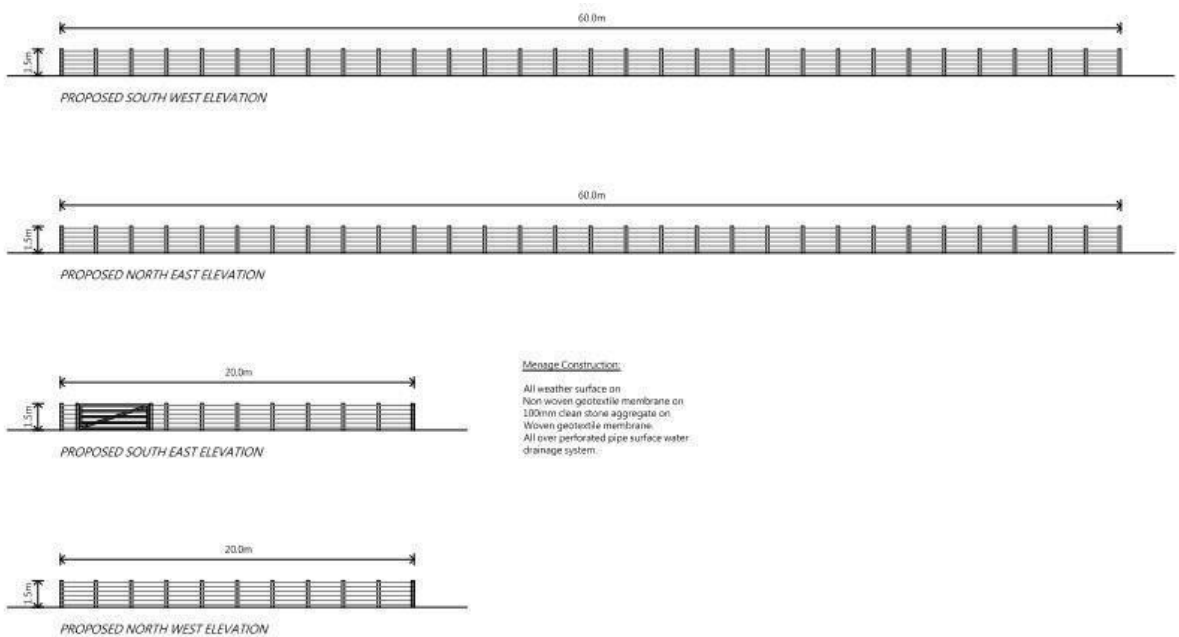 60.0m
1.5m
PROPOSED SOUTH WEST ELEVATION
60.0m
1.5m
PROPOSED NORTH EAST ELEVATION
20.0m
1.5m
PROPOSED SOUTH EAST ELEVATION
Menage Construction:
All weather surface on
Non woven geotextile membrane on
100mm clean stone aggregate on
Woven geotextile membrane.
All over perforated pipe surface water
drainage system.
20.0m
1.5m
PROPOSED NORTH WEST ELEVATION